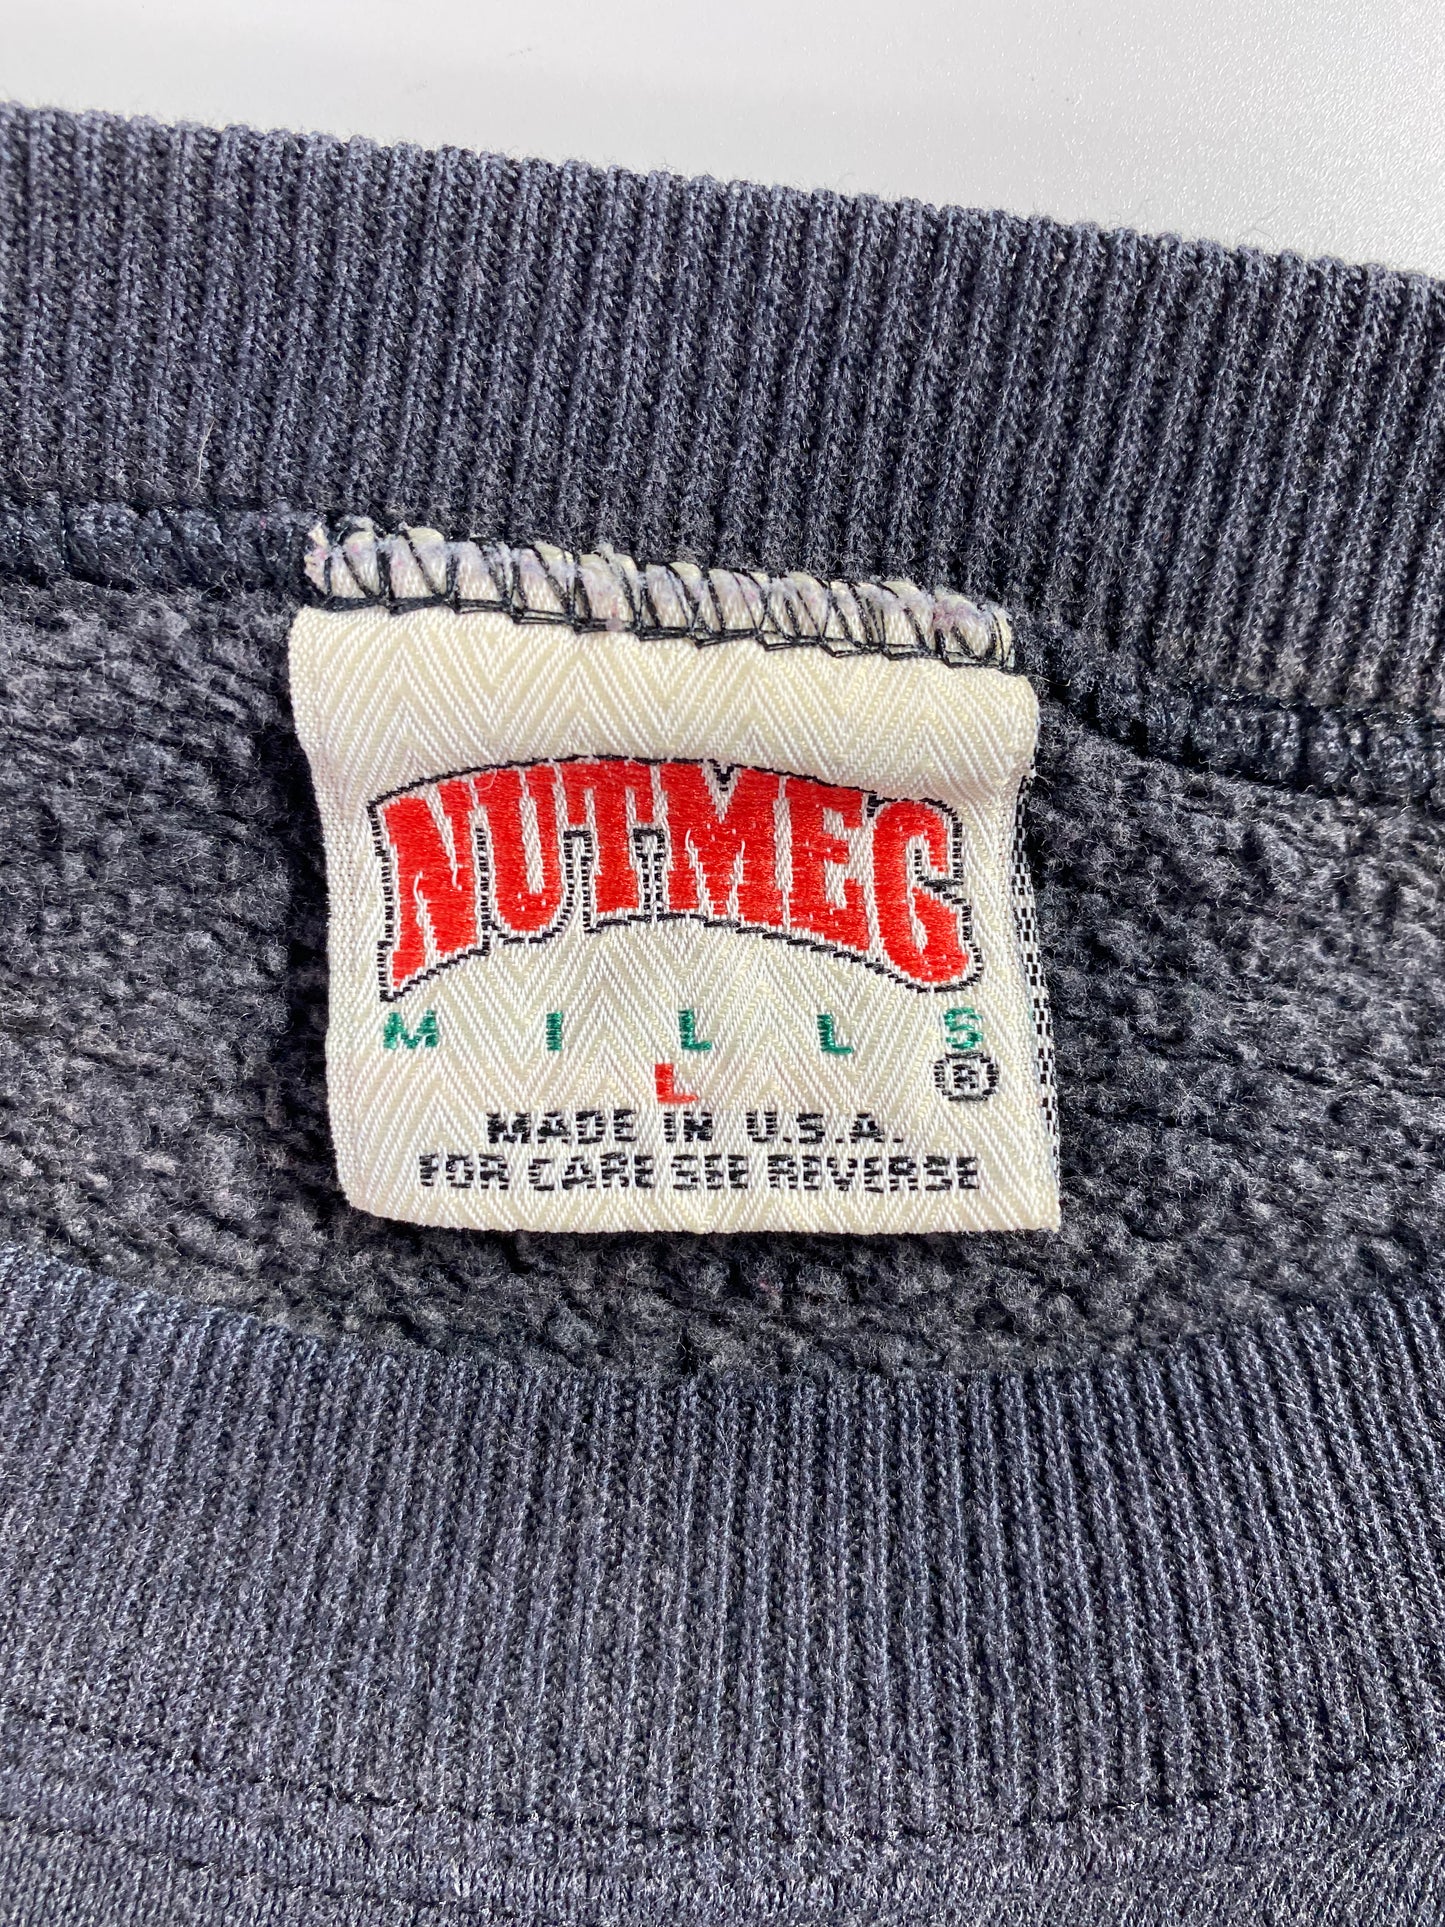 NUTMEG
MILLS
L ®
MADE IN U.S.A.
FOR CARE SEE REVERSE